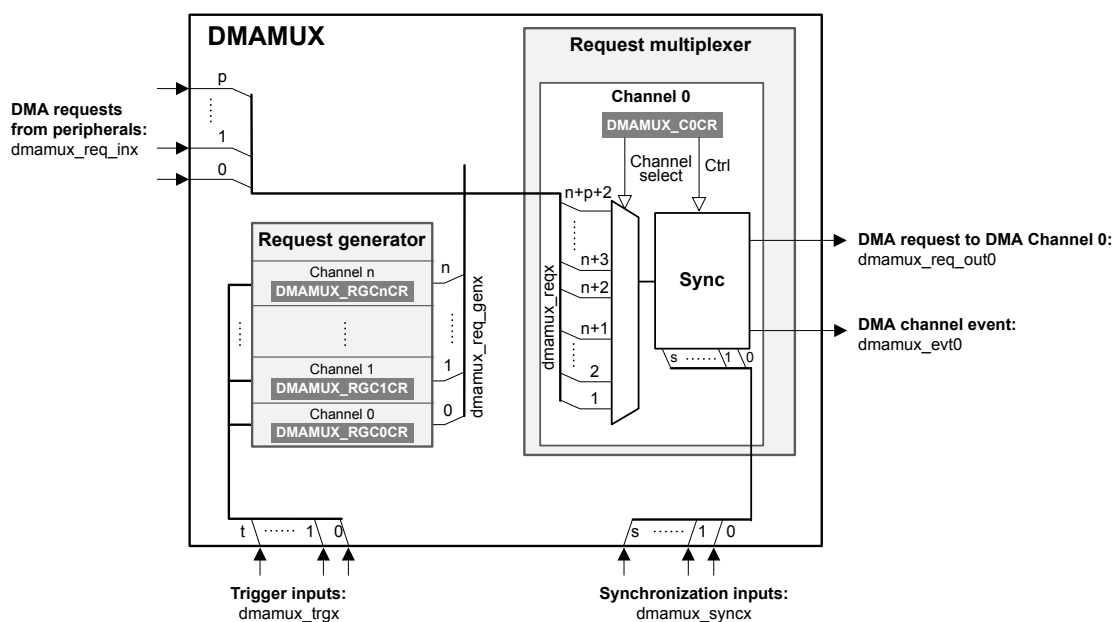 DMAMUX
Request multiplexer
p
Channel 0
DMA requests
from peripherals:
dmamux_req_inx
DMAMUX_C0CR
1
Channel
select
Ctrl
0
n+p+2
Request generator
DMA request to DMA Channel 0:
dmamux_req_out0
Channel n
n
n+3
Sync
DMAMUX_RGCnCR
n+2
dmamux_req_genx
dmamux_reqx
n+1
DMA channel event:
dmamux_evt0
s ...... 1 0
Channel 1
1
2
DMAMUX_RGC1CR
1
Channel 0
0
DMAMUX_RGC0CR
t ...... 1 0
s ...... 1 0
Trigger inputs:
dmamux_trgx
Synchronization inputs:
dmamux_syncx